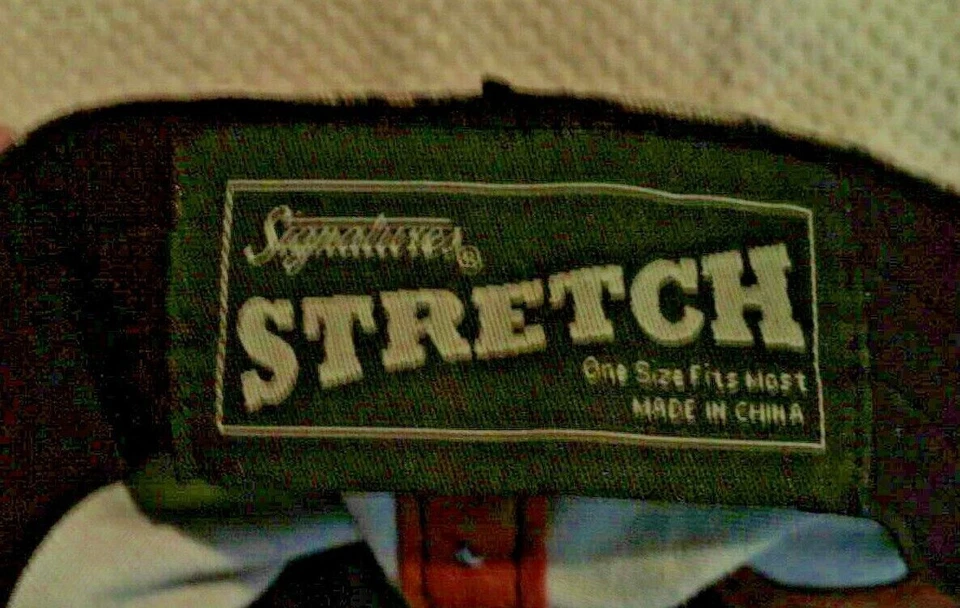 Signatures®
STRETCH
One Size Fits Most
MADE IN CHINA